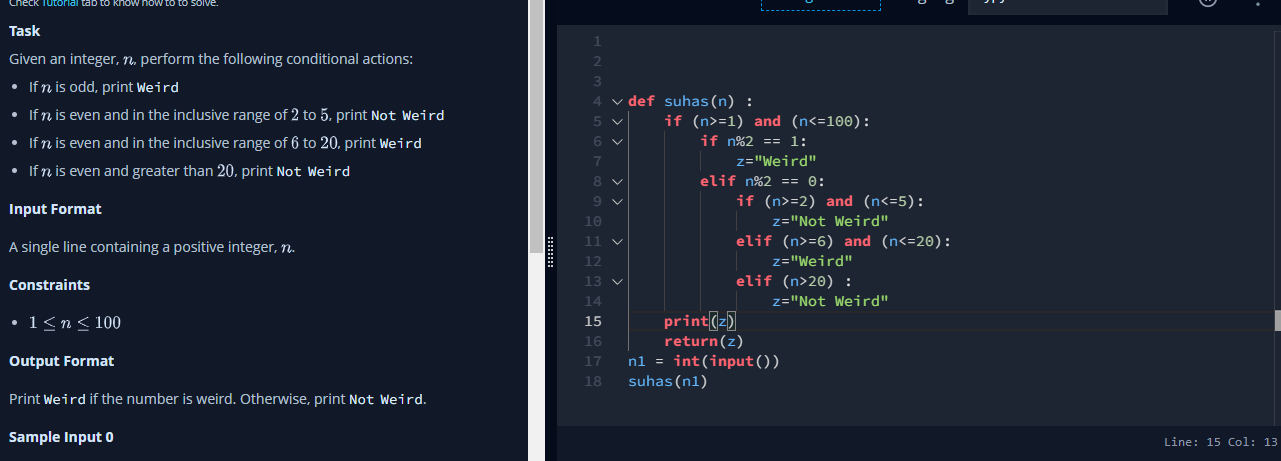 Check Tutorial tab to know how to to solve.
Task
Given an integer, n, perform the following conditional actions:
• If n is odd, print Weird
• If n is even and in the inclusive range of 2 to 5, print Not Weird
• If n is even and in the inclusive range of 6 to 20, print Weird
• If n is even and greater than 20, print Not Weird
Input Format
A single line containing a positive integer, n.
Constraints
• 1 ≤ n ≤ 100
Output Format
Print Weird if the number is weird. Otherwise, print Not Weird.
Sample Input 0
1
2
3
4 def suhas(n) :
5 if (n>=1) and (n<=100):
6 if n%2 == 1:
7 z="Weird"
8 elif n%2 == 0:
9 if (n>=2) and (n<=5):
10 z="Not Weird"
11 elif (n>=6) and (n<=20):
12 z="Weird"
13 elif (n>20) :
14 z="Not Weird"
15 print(z)
16 return(z)
17 n1 = int(input())
18 suhas(n1)
Line: 15 Col: 13